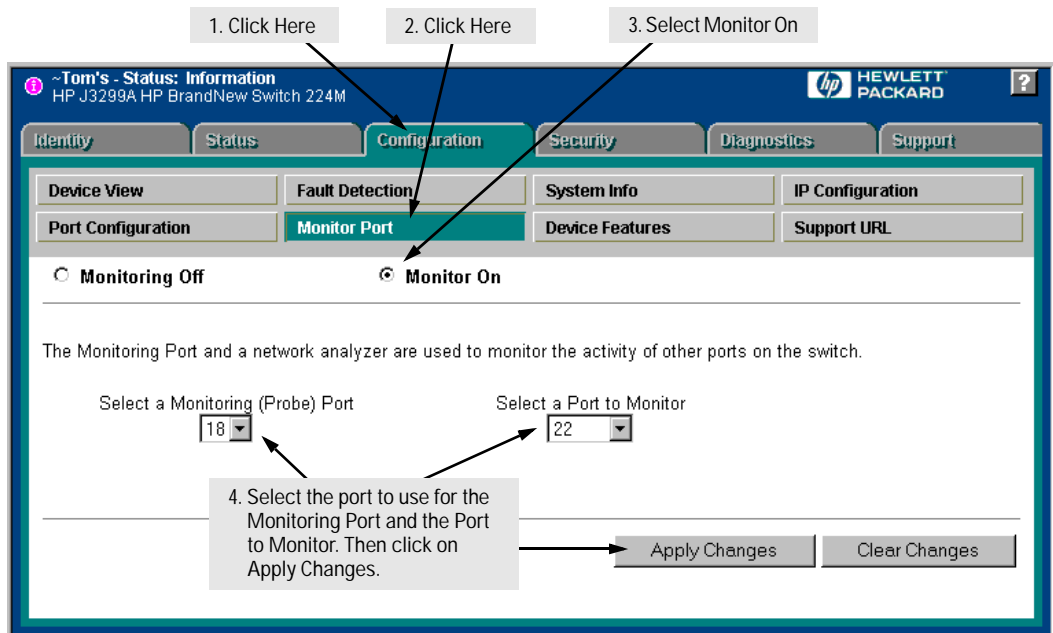 1. Click Here
2. Click Here
3. Select Monitor On
~Tom's - Status: Information
HP J3299A HP BrandNew Switch 224M
hp HEWLETT
PACKARD
?
Identity
Status
Configuration
Security
Diagnostics
Support
Device View
Fault Detection
System Info
IP Configuration
Port Configuration
Monitor Port
Device Features
Support URL
Monitoring Off
Monitor On
The Monitoring Port and a network analyzer are used to monitor the activity of other ports on the switch.
Select a Monitoring (Probe) Port
Select a Port to Monitor
18
22
4. Select the port to use for the
Monitoring Port and the Port
to Monitor. Then click on
Apply Changes.
Apply Changes
Clear Changes